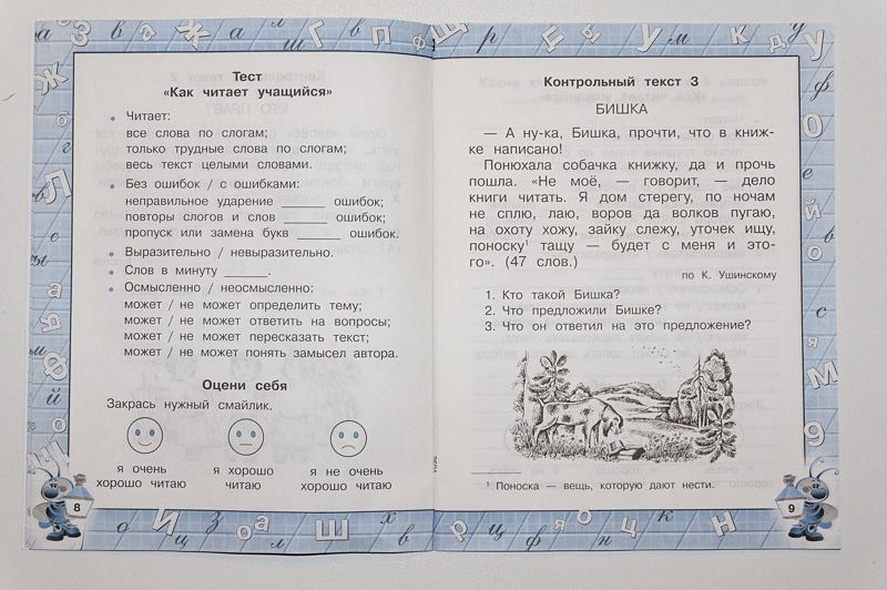 Тест
«Как читает учащийся»
• Читает:
все слова по слогам;
только трудные слова по слогам;
весь текст целыми словами.
• Без ошибок / с ошибками:
неправильное ударение ______ ошибок;
повторы слогов и слов ______ ошибок;
пропуск или замена букв ______ ошибок.
• Выразительно / невыразительно.
• Слов в минуту ______.
• Осмысленно / неосмысленно:
может / не может определить тему;
может / не может ответить на вопросы;
может / не может пересказать текст;
может / не может понять замысел автора.
Оцени себя
Закрась нужный смайлик.
я очень
хорошо читаю
я хорошо
читаю
я не очень
хорошо читаю
8
Контрольный текст 3
БИШКА
— А ну-ка, Бишка, прочти, что в книж-
ке написано!
Понюхала собачка книжку, да и прочь
пошла. «Не моё, — говорит, — дело
книги читать. Я дом стерегу, по ночам
не сплю, лаю, воров да волков пугаю,
на охоту хожу, зайку слежу, уточек ищу,
поноску¹ тащу — будет с меня и это-
го». (47 слов.)
по К. Ушинскому
1. Кто такой Бишка?
2. Что предложили Бишке?
3. Что он ответил на это предложение?
¹ Поноска — вещь, которую дают нести.
9